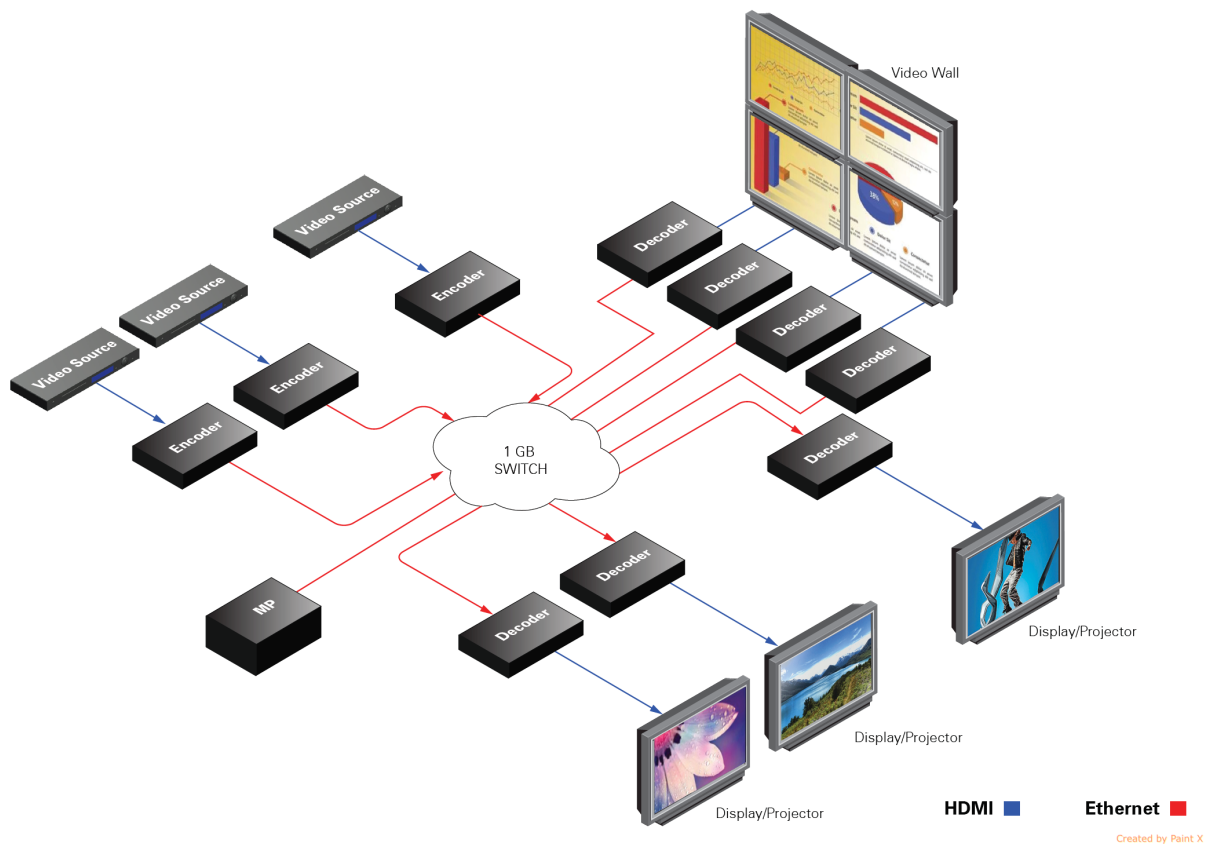 Video Wall
Video Source
Decoder
Decoder
Encoder
Video Source
Decoder
Video Source
Decoder
Encoder
Encoder
Decoder
1 GB
SWITCH
38%
Decoder
MP
Decoder
Display/Projector
Display/Projector
Display/Projector
HDMI
Ethernet
Created by Paint X